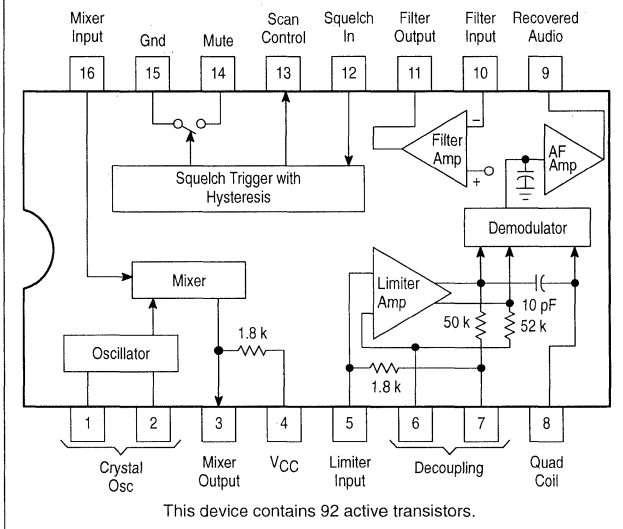 Mixer Input
Gnd
Mute
Scan Control
Squelch In
Filter Output
Filter Input
Recovered Audio
16
15
14
13
12
11
10
9
Filter Amp
−
+
AF Amp
Squelch Trigger with Hysteresis
Demodulator
Mixer
Limiter Amp
10 pF
50 k
52 k
1.8 k
Oscillator
1.8 k
1
2
3
4
5
6
7
8
Crystal Osc
Mixer Output
VCC
Limiter Input
Decoupling
Quad Coil
This device contains 92 active transistors.